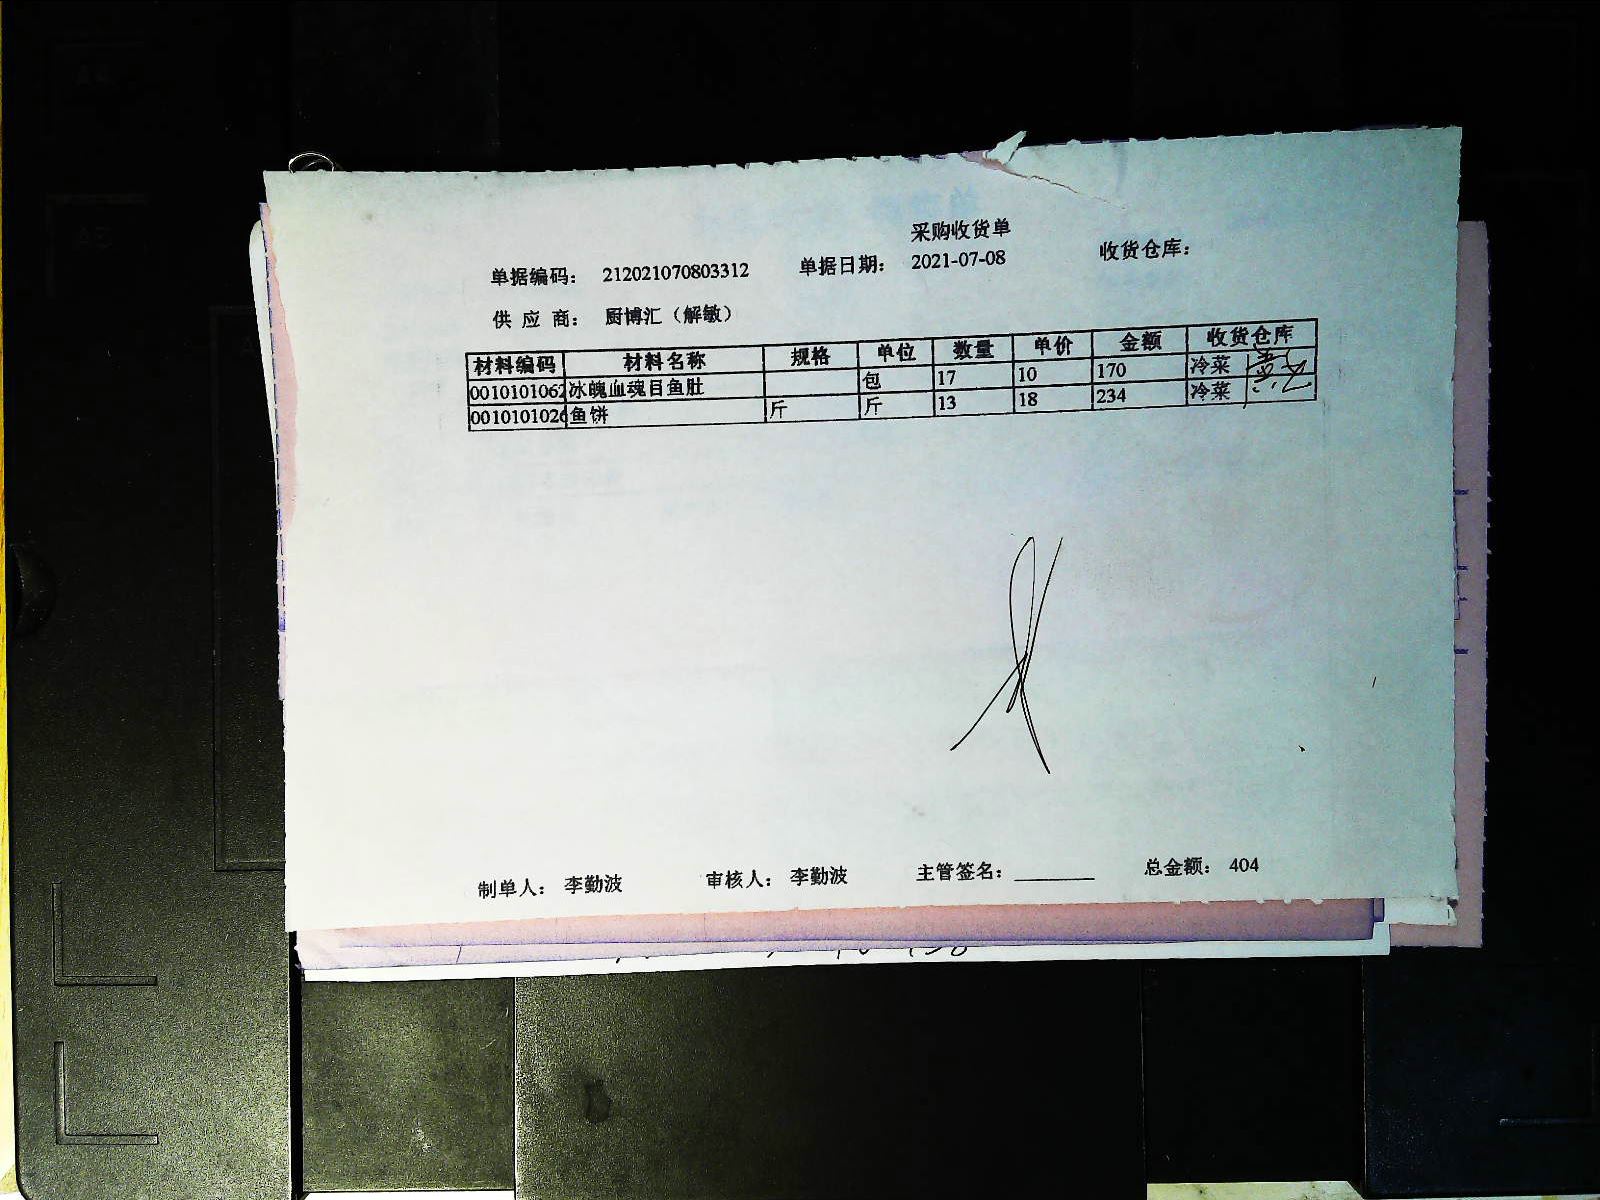 采购收货单
单据编码： 212021070803312 单据日期： 2021-07-08 收货仓库：
供 应 商： 厨博汇（解敏）
材料编码 材料名称 规格 单位 数量 单价 金额 收货仓库
0010101062 冰魄血魂目鱼肚 包 17 10 170 冷菜
0010101026 鱼饼 斤 斤 13 18 234 冷菜
制单人： 李勤波 审核人： 李勤波 主管签名：________ 总金额： 404